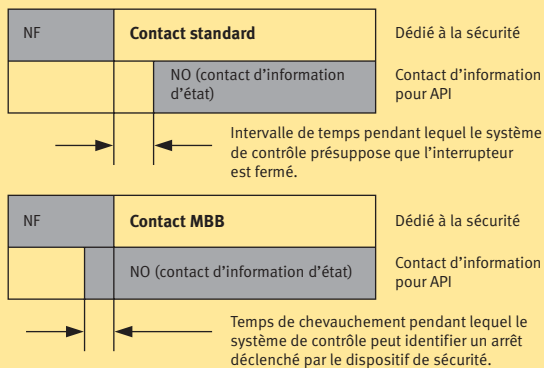 NF
Contact standard
Dédié à la sécurité
NO (contact d'information
d'état)
Contact d'information
pour API
Intervalle de temps pendant lequel le système
de contrôle présuppose que l'interrupteur
est fermé.
NF
Contact MBB
Dédié à la sécurité
NO (contact d'information d'état)
Contact d'information
pour API
Temps de chevauchement pendant lequel le
système de contrôle peut identifier un arrêt
déclenché par le dispositif de sécurité.